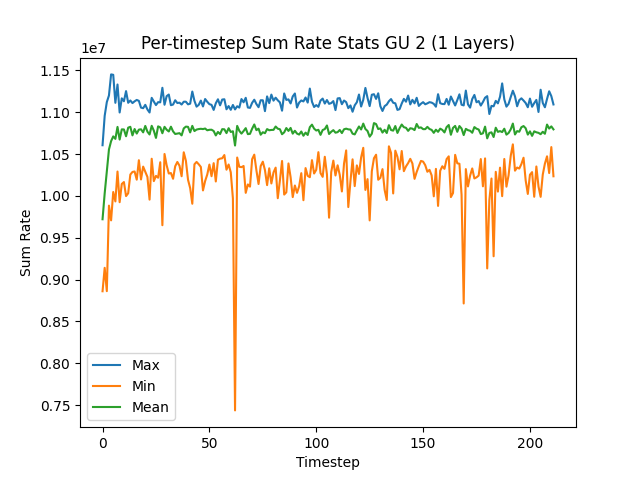 Per-timestep Sum Rate Stats GU 2 (1 Layers)
1e7
1.15
1.10
1.05
1.00
0.95
0.90
0.85
0.80
0.75
Sum Rate
Max
Min
Mean
0
50
100
150
200
Timestep